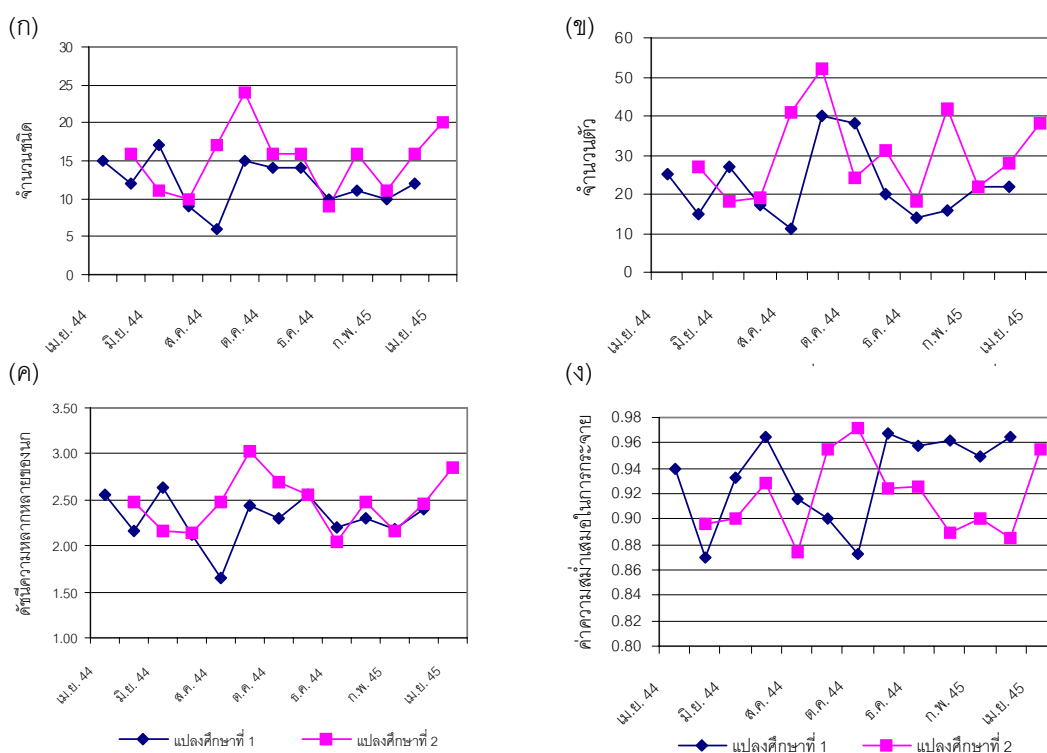 (ก)
30
25
20
15
10
5
0
จำนวนชนิด
เม.ย. 44
มิ.ย. 44
ส.ค. 44
ต.ค. 44
ธ.ค. 44
ก.พ. 45
เม.ย. 45
(ข)
60
50
40
30
20
10
0
จำนวนตัว
เม.ย. 44
มิ.ย. 44
ส.ค. 44
ต.ค. 44
ธ.ค. 44
ก.พ. 45
เม.ย. 45
(ค)
3.50
3.00
2.50
2.00
1.50
1.00
ดัชนีความหลากหลายของนก
เม.ย. 44
มิ.ย. 44
ส.ค. 44
ต.ค. 44
ธ.ค. 44
ก.พ. 45
เม.ย. 45
แปลงศึกษาที่ 1 แปลงศึกษาที่ 2
(ง)
0.98
0.96
0.94
0.92
0.90
0.88
0.86
0.84
0.82
0.80
ค่าความสม่ำเสมอในการกระจาย
เม.ย. 44
มิ.ย. 44
ส.ค. 44
ต.ค. 44
ธ.ค. 44
ก.พ. 45
เม.ย. 45
แปลงศึกษาที่ 1 แปลงศึกษาที่ 2